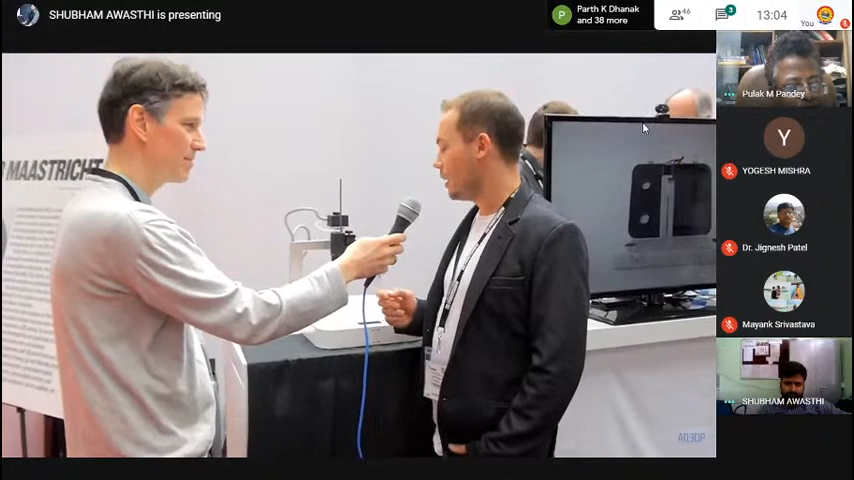 SHUBHAM AWASTHI is presenting
Parth K Dhanak
and 38 more
46
3
13:04
You
Pulak M Pandey
Y
YOGESH MISHRA
Dr. Jignesh Patel
Mayank Srivastava
SHUBHAM AWASTHI
P
MAASTRICHT